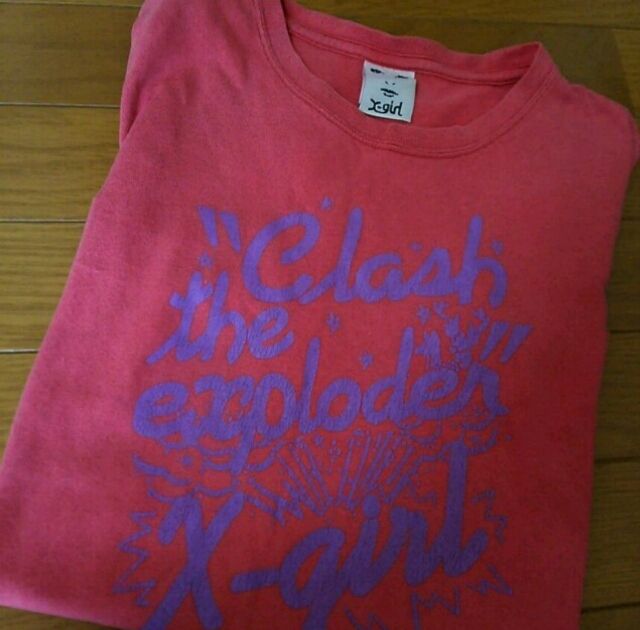 X-girl
"Clash
the
exploder"
X-girl